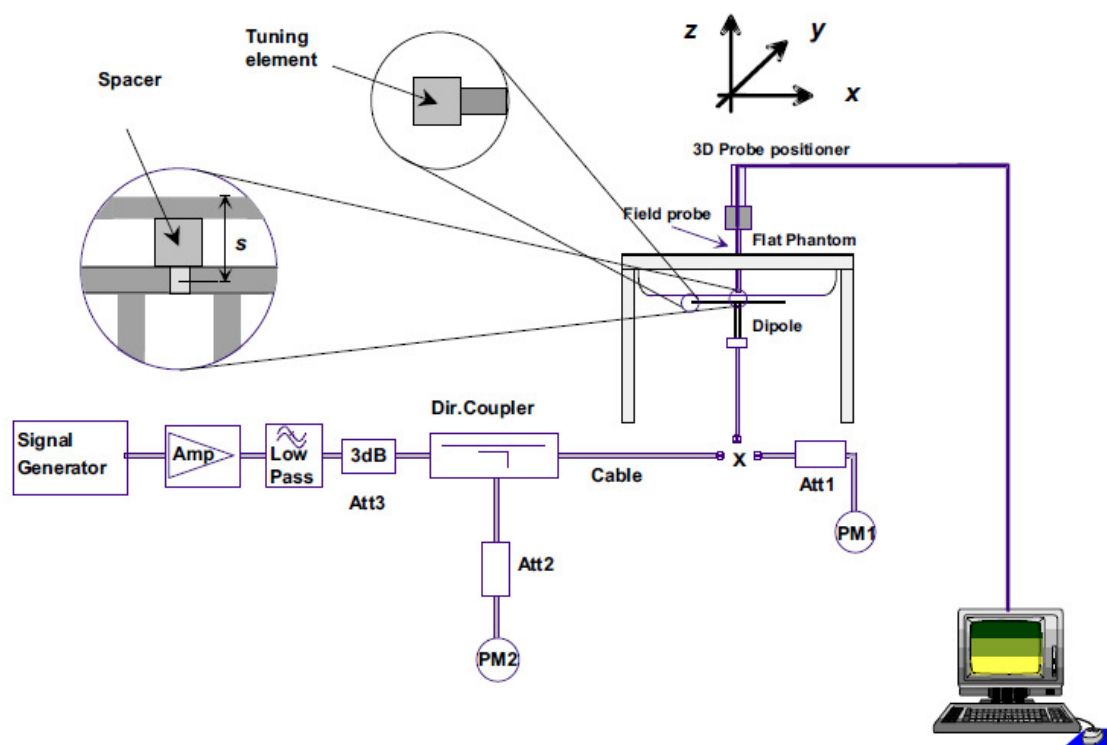 Tuning
element
Spacer
s
z
y
x
3D Probe positioner
Field probe
Flat Phantom
Dipole
Dir.Coupler
Signal
Generator
Amp
Low
Pass
3dB
Att3
Cable
X
Att1
PM1
Att2
PM2